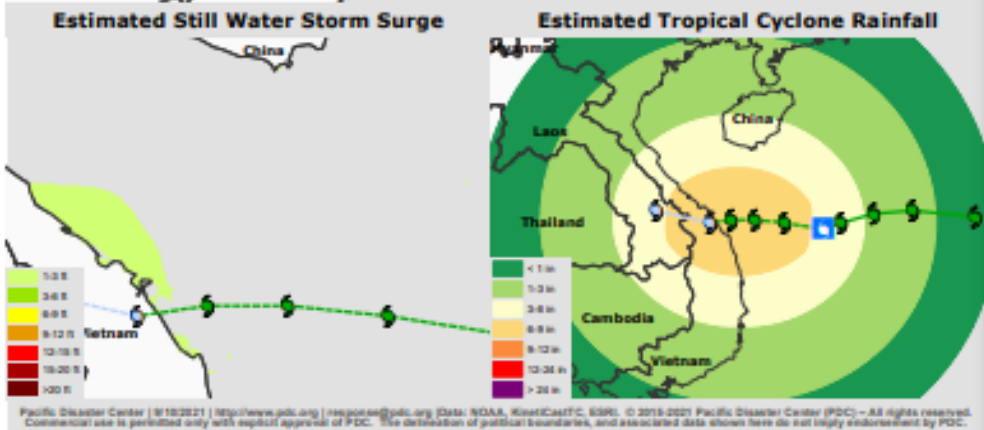 Estimated Still Water Storm Surge
Estimated Tropical Cyclone Rainfall
China
Vietnam
1-3 ft
3-6 ft
6-9 ft
9-12 ft
12-15 ft
15-20 ft
>20 ft
Myanmar
China
Laos
Thailand
Cambodia
Vietnam
< 1 in
1-3 in
3-6 in
6-9 in
9-12 in
12-24 in
> 24 in
Pacific Disaster Center | 9/10/2021 | http://www.pdc.org | response@pdc.org |Data: NOAA, KineticCastTC, ESRI. © 2015-2021 Pacific Disaster Center (PDC) – All rights reserved.
Commercial use is permitted only with explicit approval of PDC. The delineation of political boundaries, and associated data shown here do not imply endorsement by PDC.